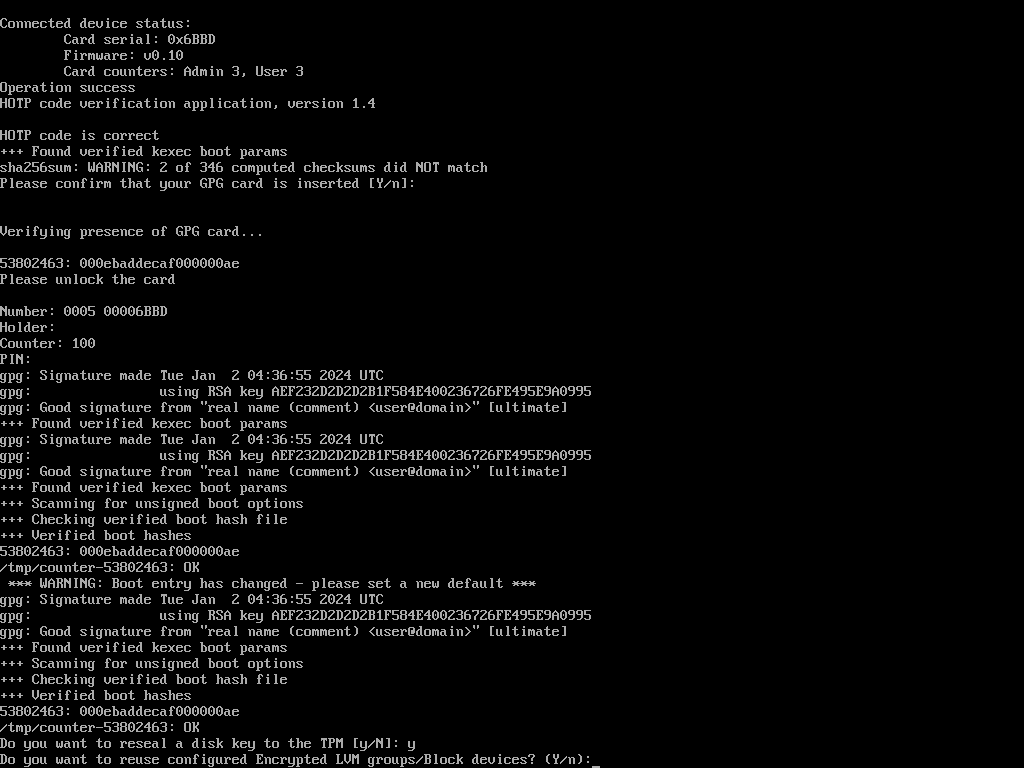 Connected device status:
        Card serial: 0x6BBD
        Firmware: v0.10
        Card counters: Admin 3, User 3
Operation success
HOTP code verification application, version 1.4
HOTP code is correct
+++ Found verified kexec boot params
sha256sum: WARNING: 2 of 346 computed checksums did NOT match
Please confirm that your GPG card is inserted [Y/n]:
Verifying presence of GPG card...
53802463: 000ebaddecaf000000ae
Please unlock the card
Number: 0005 00006BBD
Holder:
Counter: 100
PIN:
gpg: Signature made Tue Jan  2 04:36:55 2024 UTC
gpg:                using RSA key AEF232D2D2D2B1F584E400236726FE495E9A0995
gpg: Good signature from "real name (comment) <user@domain>" [ultimate]
+++ Found verified kexec boot params
gpg: Signature made Tue Jan  2 04:36:55 2024 UTC
gpg:                using RSA key AEF232D2D2D2B1F584E400236726FE495E9A0995
gpg: Good signature from "real name (comment) <user@domain>" [ultimate]
+++ Found verified kexec boot params
+++ Scanning for unsigned boot options
+++ Checking verified boot hash file
+++ Verified boot hashes
53802463: 000ebaddecaf000000ae
/tmp/counter-53802463: OK
 *** WARNING: Boot entry has changed - please set a new default ***
gpg: Signature made Tue Jan  2 04:36:55 2024 UTC
gpg:                using RSA key AEF232D2D2D2B1F584E400236726FE495E9A0995
gpg: Good signature from "real name (comment) <user@domain>" [ultimate]
+++ Found verified kexec boot params
+++ Scanning for unsigned boot options
+++ Checking verified boot hash file
+++ Verified boot hashes
53802463: 000ebaddecaf000000ae
/tmp/counter-53802463: OK
Do you want to reseal a disk key to the TPM [y/N]: y
Do you want to reuse configured Encrypted LVM groups/Block devices? (Y/n):_